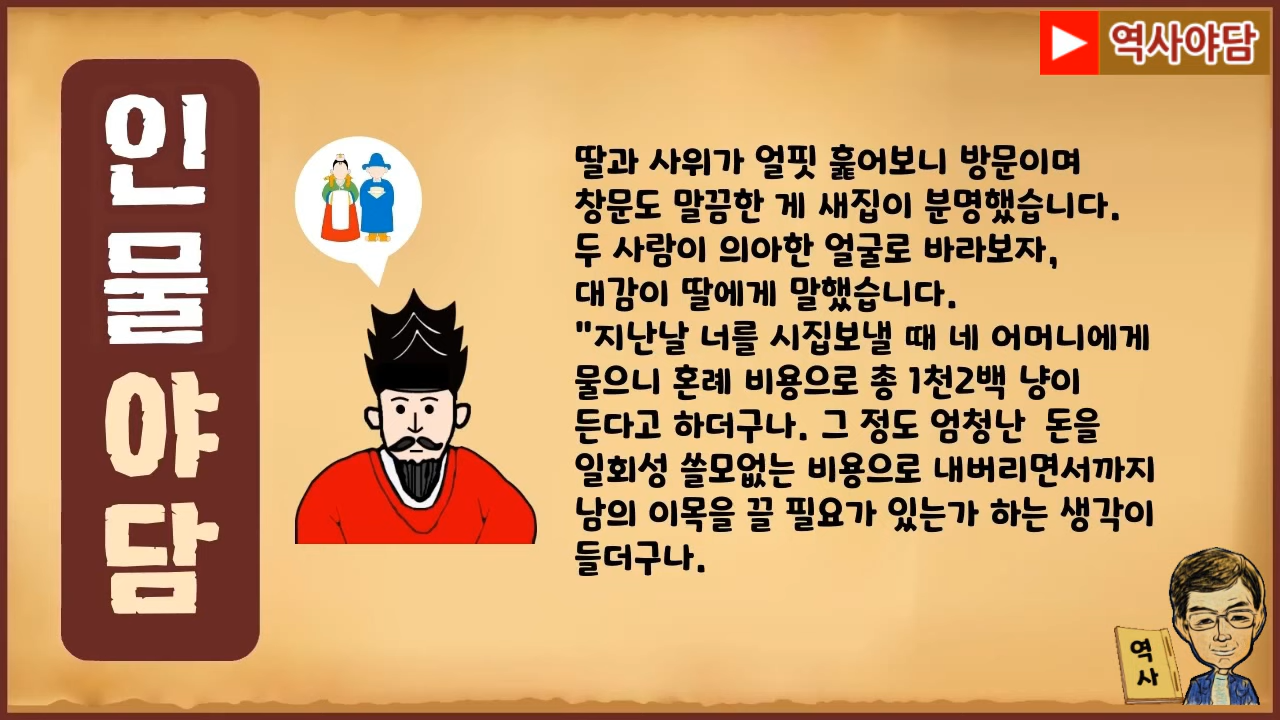 역사야담
인물야담
딸과 사위가 얼핏 훑어보니 방문이며
창문도 말끔한 게 새집이 분명했습니다.
두 사람이 의아한 얼굴로 바라보자,
대감이 딸에게 말했습니다.
"지난날 너를 시집보낼 때 네 어머니에게
물으니 혼례 비용으로 총 1천2백 냥이
든다고 하더구나. 그 정도 엄청난 돈을
일회성 쓸모없는 비용으로 내버리면서까지
남의 이목을 끌 필요가 있는가 하는 생각이
들더구나.
역사